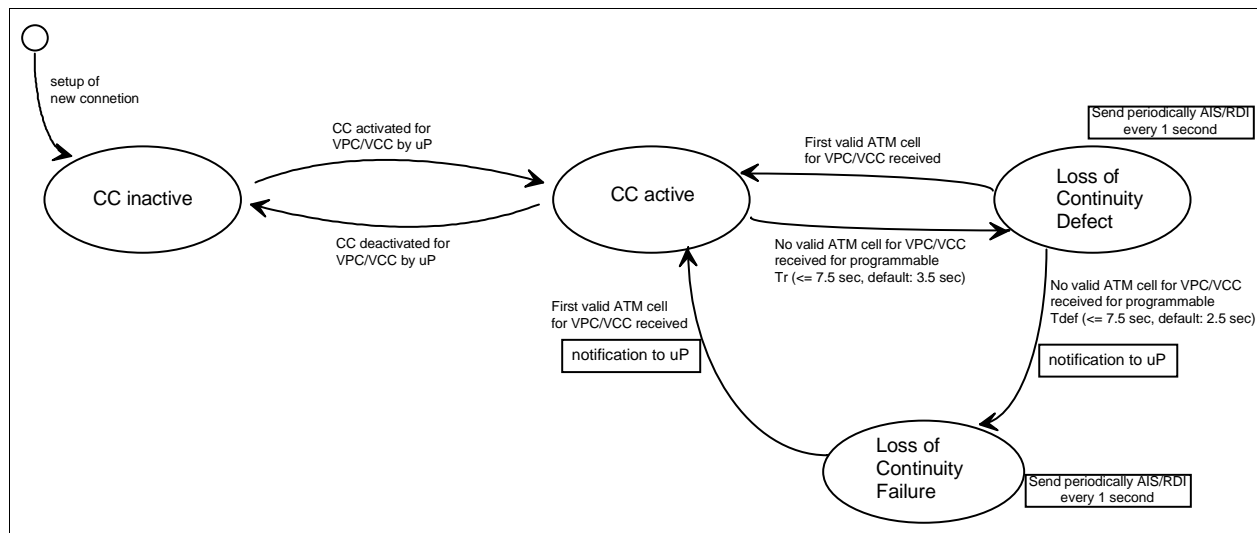 setup of
new connetion
CC inactive
CC activated for
VPC/VCC by uP
CC deactivated for
VPC/VCC by uP
CC active
First valid ATM cell
for VPC/VCC received
No valid ATM cell for VPC/VCC
received for programmable
Tr (<= 7.5 sec, default: 3.5 sec)
Send periodically AIS/RDI
every 1 second
Loss of
Continuity
Defect
No valid ATM cell for VPC/VCC
received for programmable
Tdef (<= 7.5 sec, default: 2.5 sec)
notification to uP
First valid ATM cell
for VPC/VCC received
notification to uP
Loss of
Continuity
Failure
Send periodically AIS/RDI
every 1 second